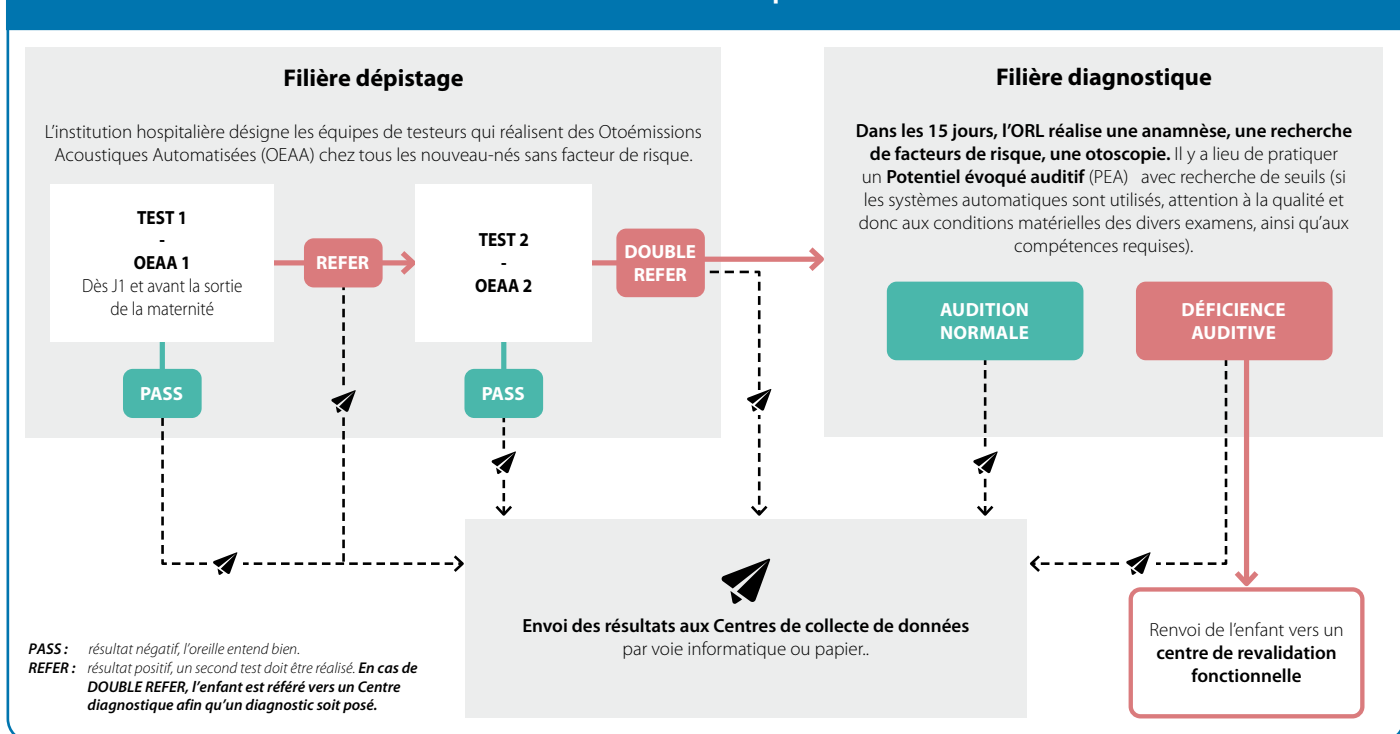 Filière dépistage
L'institution hospitalière désigne les équipes de testeurs qui réalisent des Otoémissions
Acoustiques Automatisées (OEAA) chez tous les nouveau-nés sans facteur de risque.
TEST 1
-
OEAA 1
Dès J1 et avant la sortie
de la maternité
REFER
TEST 2
-
OEAA 2
DOUBLE
REFER
PASS
PASS
Filière diagnostique
Dans les 15 jours, l'ORL réalise une anamnèse, une recherche
de facteurs de risque, une otoscopie. Il y a lieu de pratiquer
un Potentiel évoqué auditif (PEA) avec recherche de seuils (si
les systèmes automatiques sont utilisés, attention à la qualité et
donc aux conditions matérielles des divers examens, ainsi qu'aux
compétences requises).
AUDITION
NORMALE
DÉFICIENCE
AUDITIVE
Envoi des résultats aux Centres de collecte de données
par voie informatique ou papier..
Renvoi de l'enfant vers un
centre de revalidation
fonctionnelle
PASS : résultat négatif, l'oreille entend bien.
REFER : résultat positif, un second test doit être réalisé. En cas de
DOUBLE REFER, l'enfant est référé vers un Centre
diagnostique afin qu'un diagnostic soit posé.